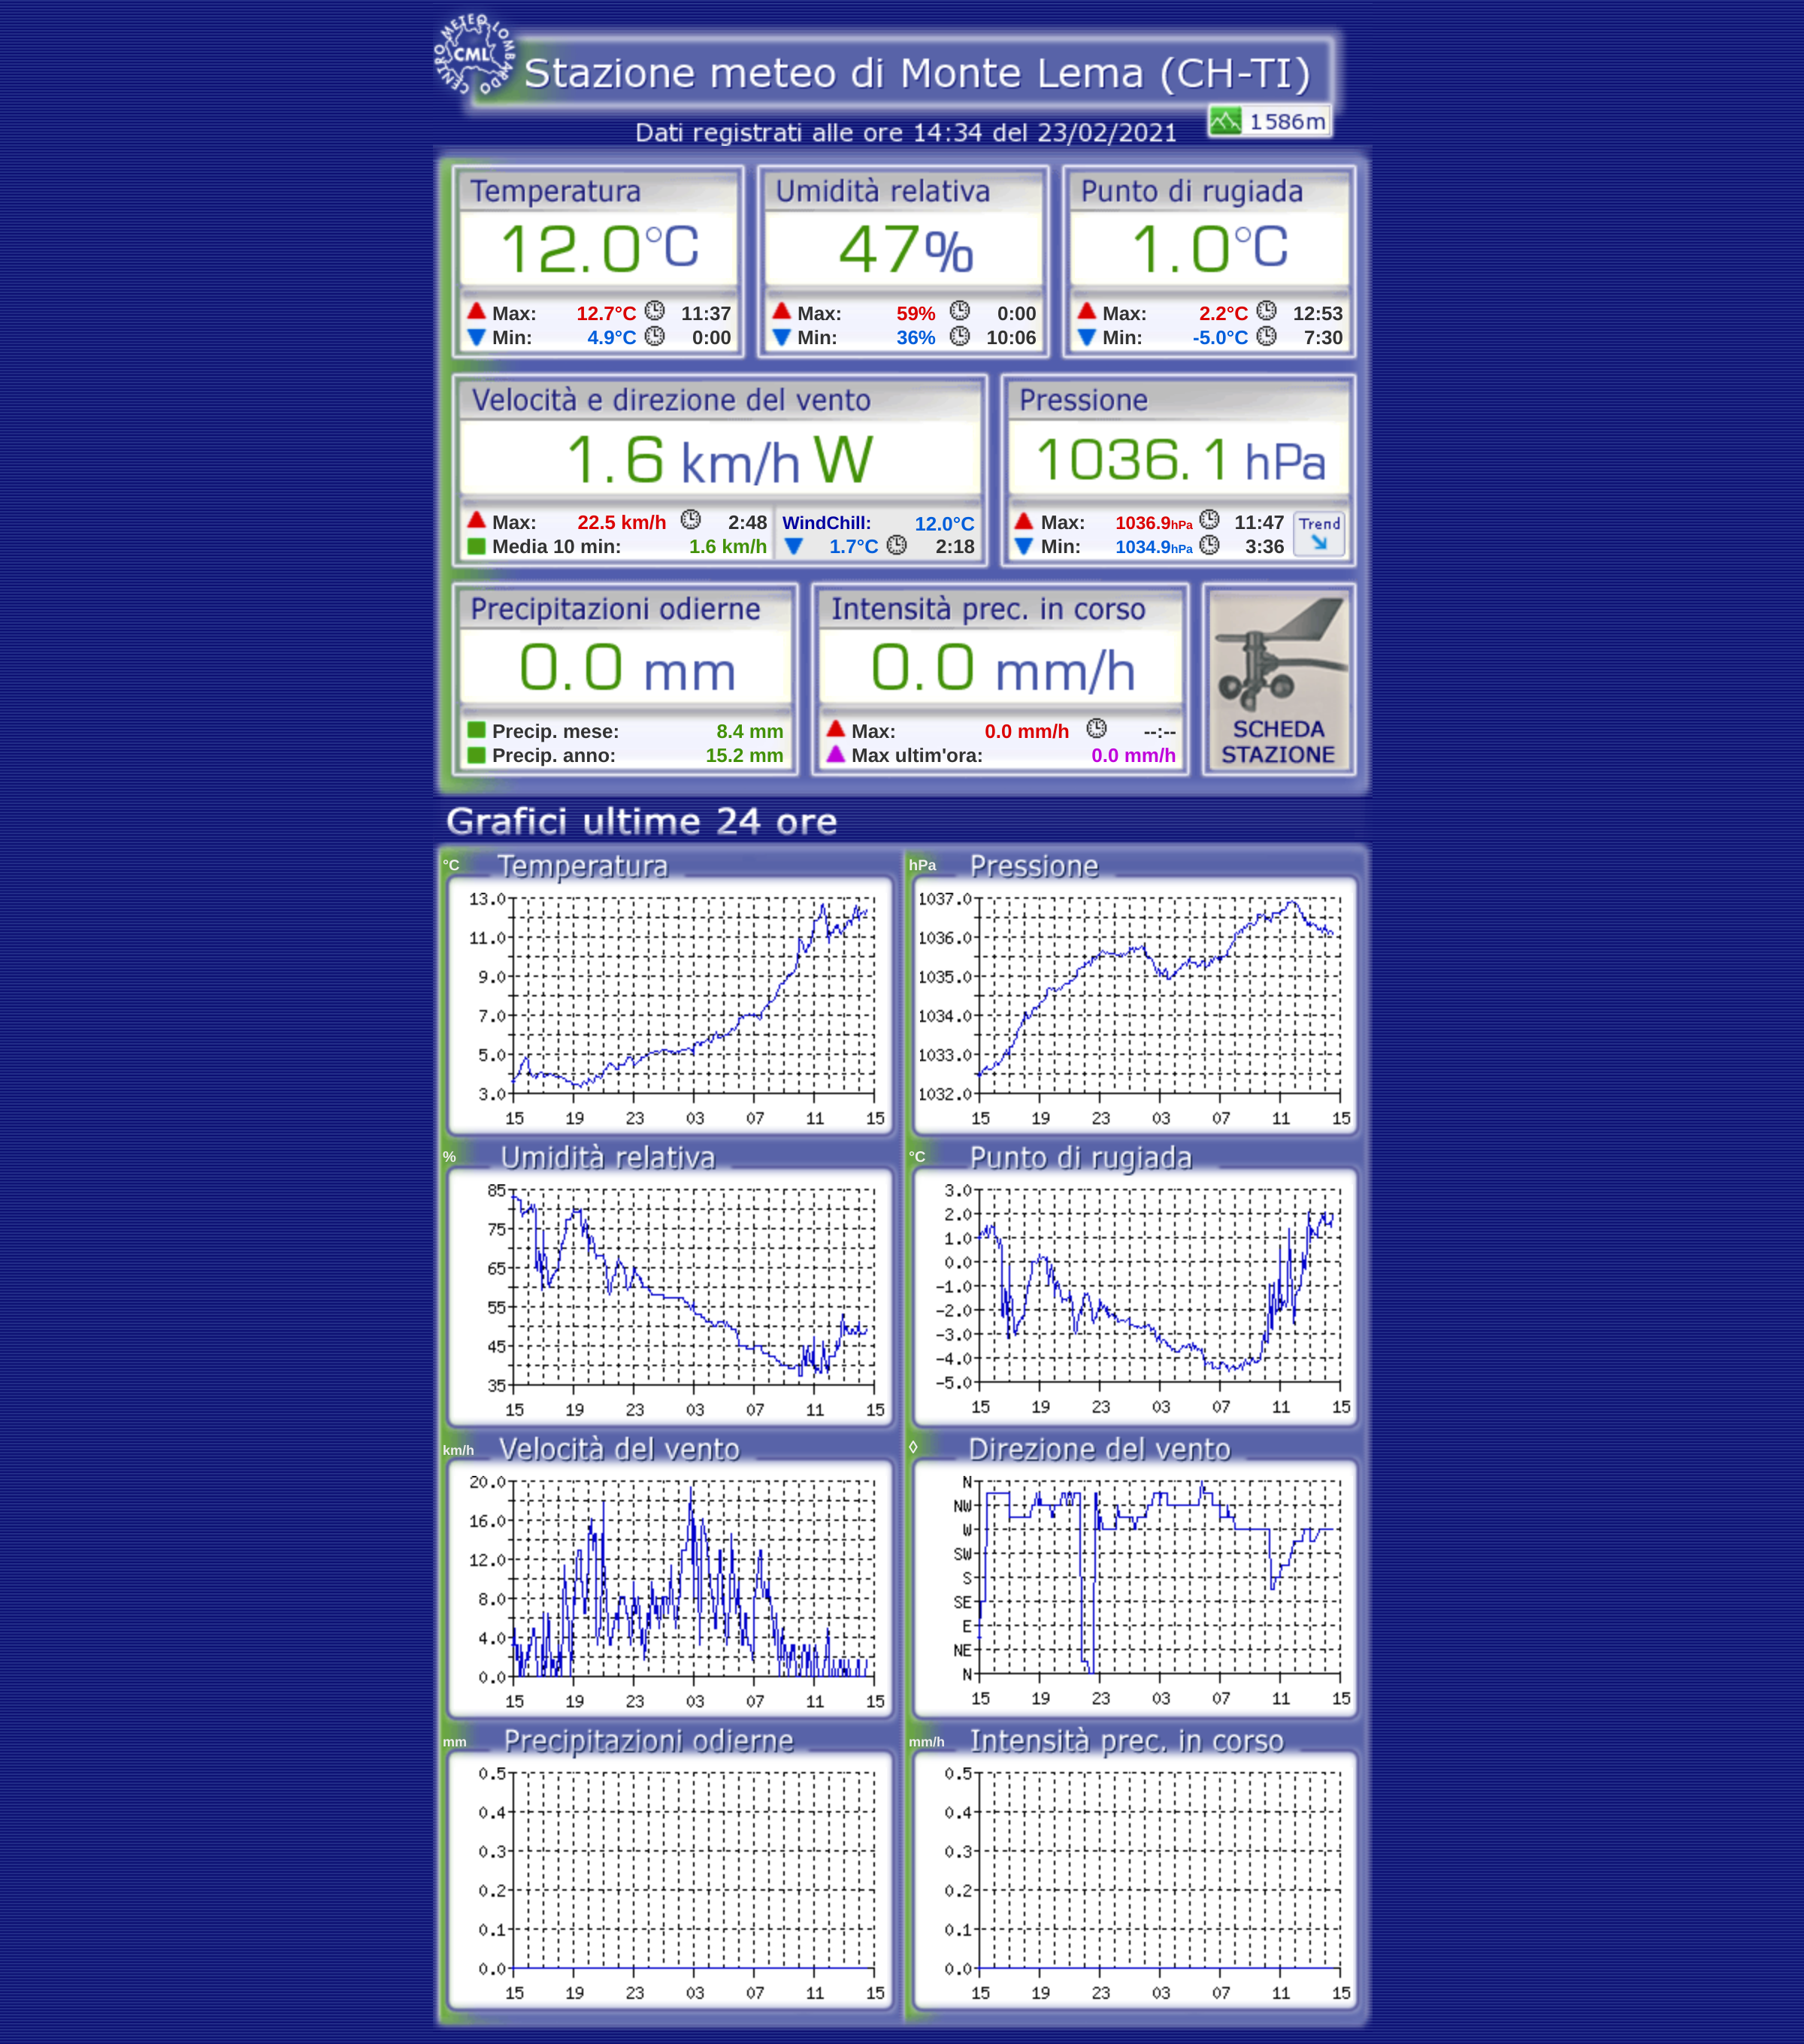 CENTRO METEO LOMBARDO
CML
Stazione meteo di Monte Lema (CH-TI)
1586m
Dati registrati alle ore 14:34 del 23/02/2021
Temperatura Umidità relativa Punto di rugiada
12.0°C 47% 1.0°C
Max: 12.7°C 11:37 Max: 59% 0:00 Max: 2.2°C 12:53
Min: 4.9°C 0:00 Min: 36% 10:06 Min: -5.0°C 7:30
Velocità e direzione del vento Pressione
1.6 km/h W 1036.1 hPa
Max: 22.5 km/h 2:48 WindChill: 12.0°C Max: 1036.9hPa 11:47 Trend
Media 10 min: 1.6 km/h 1.7°C 2:18 Min: 1034.9hPa 3:36
Precipitazioni odierne Intensità prec. in corso
0.0 mm 0.0 mm/h
Precip. mese: 8.4 mm Max: 0.0 mm/h --:-- SCHEDA
Precip. anno: 15.2 mm Max ultim'ora: 0.0 mm/h STAZIONE
Grafici ultime 24 ore
°C Temperatura hPa Pressione
13.0 1037.0
11.0 1036.0
9.0 1035.0
7.0 1034.0
5.0 1033.0
3.0 1032.0
15 19 23 03 07 11 15 15 19 23 03 07 11 15
% Umidità relativa °C Punto di rugiada
85 3.0
2.0
75 1.0
65 0.0
-1.0
55 -2.0
45 -3.0
-4.0
35 -5.0
15 19 23 03 07 11 15 15 19 23 03 07 11 15
km/h Velocità del vento ◊ Direzione del vento
20.0 N
NW
16.0 W
12.0 SW
S
8.0 SE
E
4.0 NE
0.0 N
15 19 23 03 07 11 15 15 19 23 03 07 11 15
mm Precipitazioni odierne mm/h Intensità prec. in corso
0.5 0.5
0.4 0.4
0.3 0.3
0.2 0.2
0.1 0.1
0.0 0.0
15 19 23 03 07 11 15 15 19 23 03 07 11 15